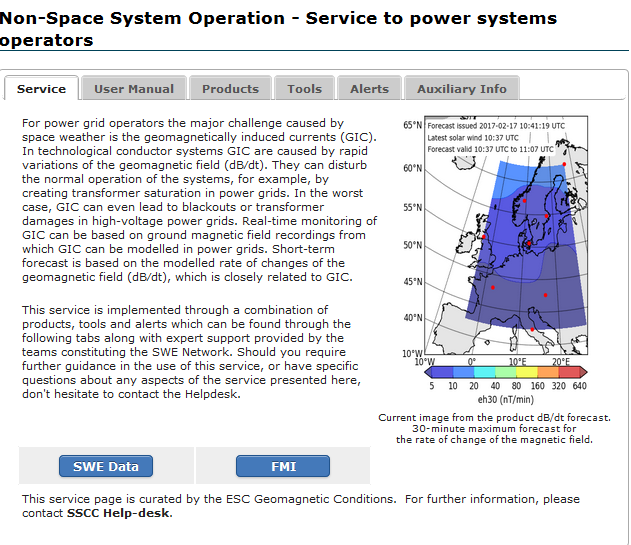 Non-Space System Operation - Service to power systems
operators
Service
User Manual
Products
Tools
Alerts
Auxiliary Info
For power grid operators the major challenge caused by
space weather is the geomagnetically induced currents (GIC).
In technological conductor systems GIC are caused by rapid
variations of the geomagnetic field (dB/dt). They can disturb
the normal operation of the systems, for example, by
creating transformer saturation in power grids. In the worst
case, GIC can even lead to blackouts or transformer
damages in high-voltage power grids. Real-time monitoring of
GIC can be based on ground magnetic field recordings from
which GIC can be modelled in power grids. Short-term
forecast is based on the modelled rate of changes of the
geomagnetic field (dB/dt), which is closely related to GIC.
This service is implemented through a combination of
products, tools and alerts which can be found through the
following tabs along with expert support provided by the
teams constituting the SWE Network. Should you require
further guidance in the use of this service, or have specific
questions about any aspects of the service presented here,
don't hesitate to contact the Helpdesk.
Forecast issued 2017-02-17 10:41:19 UTC
Latest solar wind 10:37 UTC
Forecast valid 10:37 UTC to 11:07 UTC
65°N
60°N
55°N
50°N
45°N
40°N
10°W
10°W 0° 10°E 20°E
5 10 20 40 80 160 320 640
eh30 (nT/min)
Current image from the product dB/dt forecast.
30-minute maximum forecast for
the rate of change of the magnetic field.
SWE Data
FMI
This service page is curated by the ESC Geomagnetic Conditions. For further information, please
contact SSCC Help-desk.